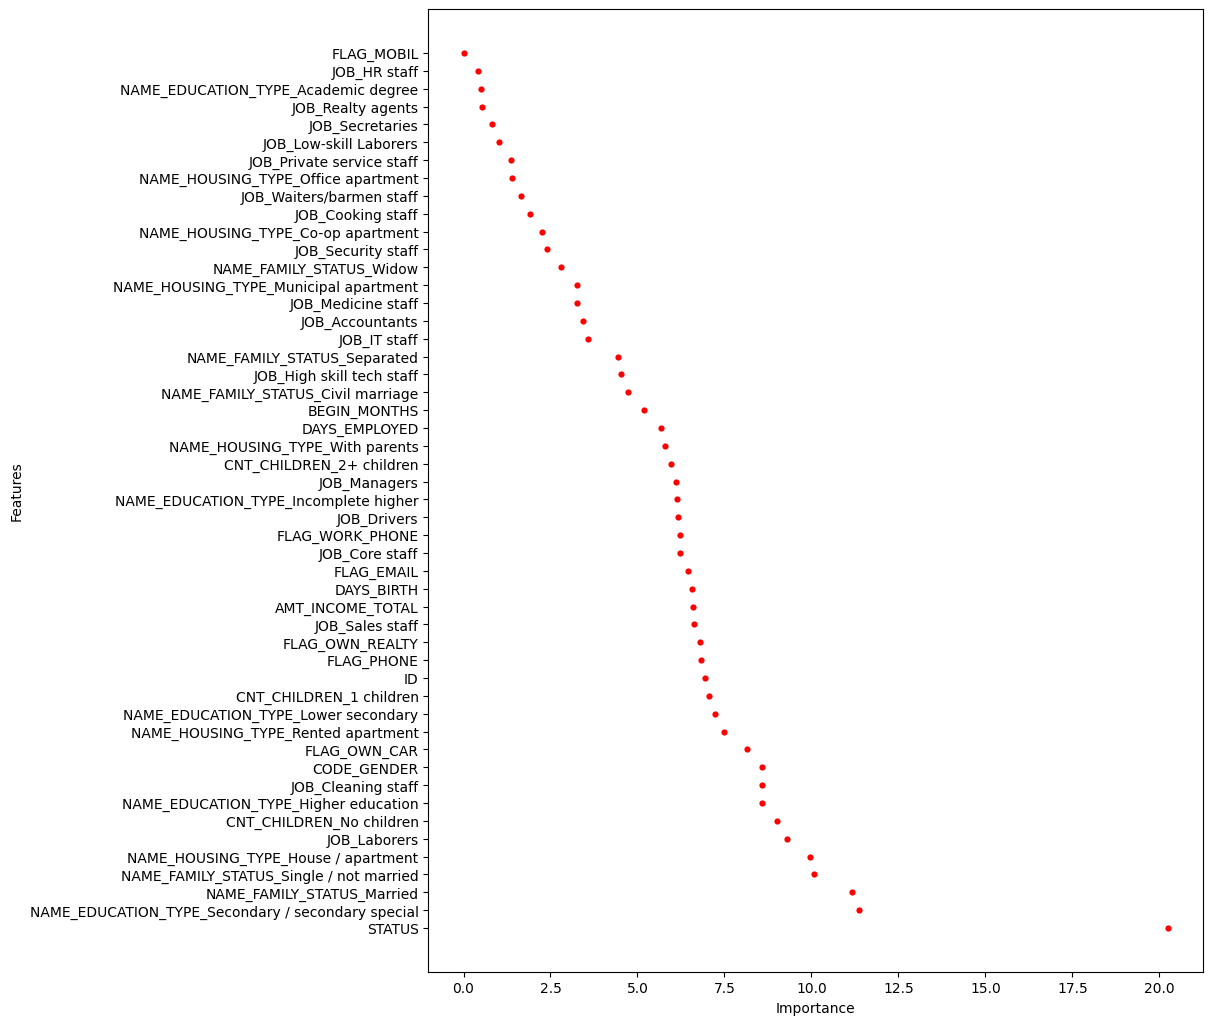 FLAG_MOBIL
JOB_HR staff
NAME_EDUCATION_TYPE_Academic degree
JOB_Realty agents
JOB_Secretaries
JOB_Low-skill Laborers
JOB_Private service staff
NAME_HOUSING_TYPE_Office apartment
JOB_Waiters/barmen staff
JOB_Cooking staff
NAME_HOUSING_TYPE_Co-op apartment
JOB_Security staff
NAME_FAMILY_STATUS_Widow
NAME_HOUSING_TYPE_Municipal apartment
JOB_Medicine staff
JOB_Accountants
JOB_IT staff
NAME_FAMILY_STATUS_Separated
JOB_High skill tech staff
NAME_FAMILY_STATUS_Civil marriage
BEGIN_MONTHS
DAYS_EMPLOYED
NAME_HOUSING_TYPE_With parents
CNT_CHILDREN_2+ children
JOB_Managers
NAME_EDUCATION_TYPE_Incomplete higher
JOB_Drivers
FLAG_WORK_PHONE
JOB_Core staff
FLAG_EMAIL
DAYS_BIRTH
AMT_INCOME_TOTAL
JOB_Sales staff
FLAG_OWN_REALTY
FLAG_PHONE
ID
CNT_CHILDREN_1 children
NAME_EDUCATION_TYPE_Lower secondary
NAME_HOUSING_TYPE_Rented apartment
FLAG_OWN_CAR
CODE_GENDER
JOB_Cleaning staff
NAME_EDUCATION_TYPE_Higher education
CNT_CHILDREN_No children
JOB_Laborers
NAME_HOUSING_TYPE_House / apartment
NAME_FAMILY_STATUS_Single / not married
NAME_FAMILY_STATUS_Married
NAME_EDUCATION_TYPE_Secondary / secondary special
STATUS
Features
0.0 2.5 5.0 7.5 10.0 12.5 15.0 17.5 20.0
Importance